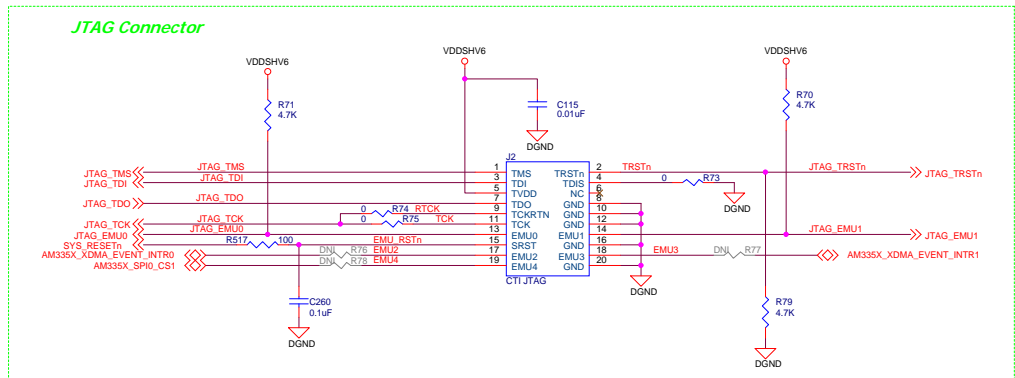 JTAG Connector
VDDSHV6
VDDSHV6
VDDSHV6
R71
4.7K
C115
0.01uF
R70
4.7K
DGND
J2
JTAG_TMS
JTAG_TMS
1
TMS
TRSTn
2
TRSTn
JTAG_TRSTn
JTAG_TRSTn
JTAG_TDI
JTAG_TDI
3
TDI
TDIS
4
0
R73
5
TVDD
NC
6
DGND
JTAG_TDO
JTAG_TDO
7
TDO
GND
8
0
R74
RTCK
9
TCKRTN
GND
10
JTAG_TCK
JTAG_TCK
0
R75
TCK
11
TCK
GND
12
JTAG_EMU0
JTAG_EMU0
13
EMU0
EMU1
14
JTAG_EMU1
JTAG_EMU1
SYS_RESETn
R517
100
EMU_RSTn
15
SRST
GND
16
AM335X_XDMA_EVENT_INTR0
DNI
R76
EMU2
17
EMU2
EMU3
18
EMU3
DNI
R77
AM335X_XDMA_EVENT_INTR1
AM335X_SPI0_CS1
DNI
R78
EMU4
19
EMU4
GND
20
CTI JTAG
DGND
C260
0.1uF
DGND
R79
4.7K
DGND